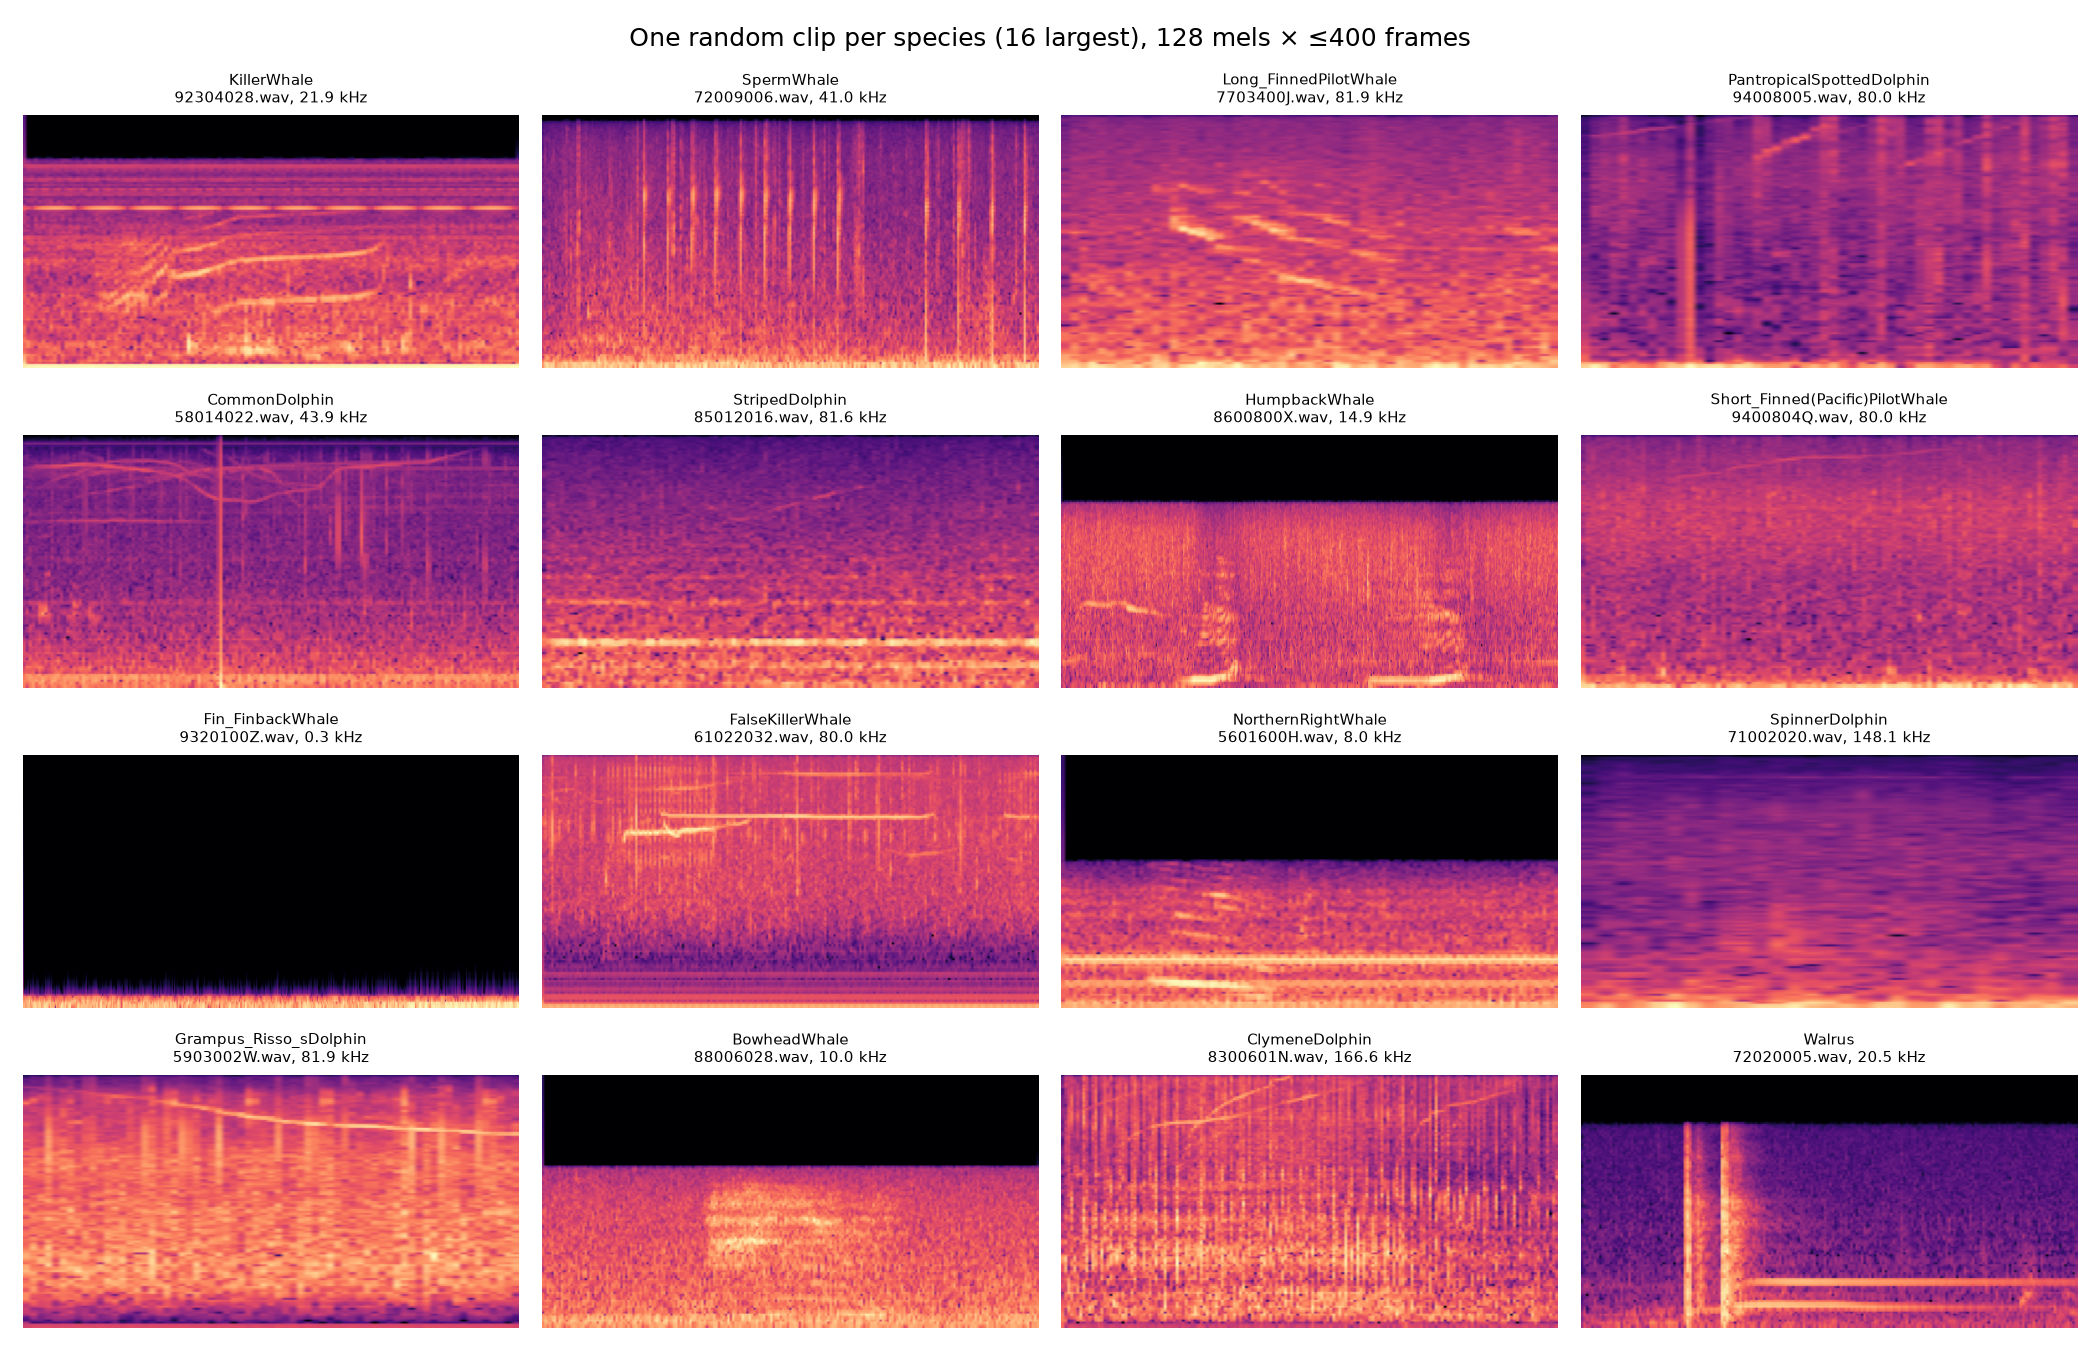 One random clip per species (16 largest), 128 mels × ≤400 frames
KillerWhale
92304028.wav, 21.9 kHz
SpermWhale
72009006.wav, 41.0 kHz
Long_FinnedPilotWhale
7703400J.wav, 81.9 kHz
PantropicalSpottedDolphin
94008005.wav, 80.0 kHz
CommonDolphin
58014022.wav, 43.9 kHz
StripedDolphin
85012016.wav, 81.6 kHz
HumpbackWhale
8600800X.wav, 14.9 kHz
Short_Finned(Pacific)PilotWhale
9400804Q.wav, 80.0 kHz
Fin_FinbackWhale
9320100Z.wav, 0.3 kHz
FalseKillerWhale
61022032.wav, 80.0 kHz
NorthernRightWhale
5601600H.wav, 8.0 kHz
SpinnerDolphin
71002020.wav, 148.1 kHz
Grampus_Risso_sDolphin
5903002W.wav, 81.9 kHz
BowheadWhale
88006028.wav, 10.0 kHz
ClymeneDolphin
8300601N.wav, 166.6 kHz
Walrus
72020005.wav, 20.5 kHz